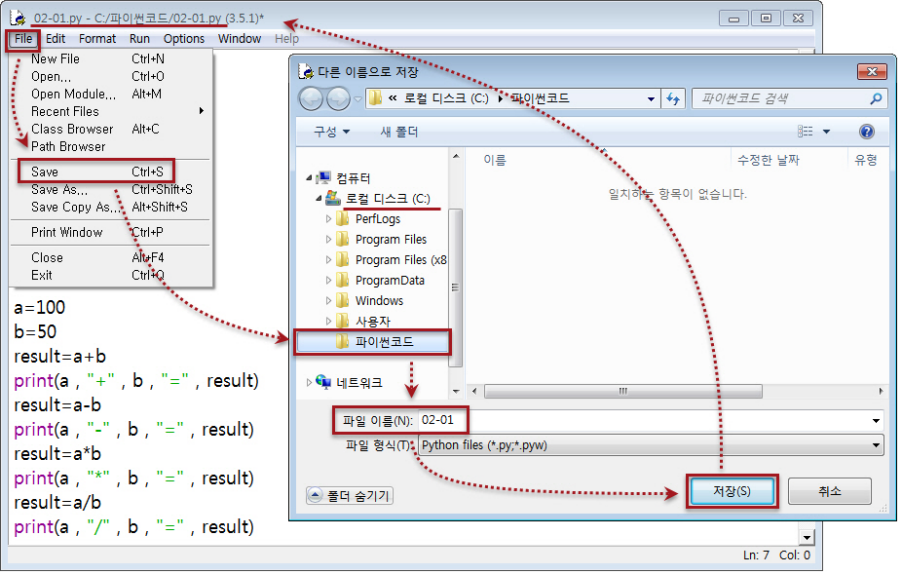 02-01.py - C:/파이썬코드/02-01.py (3.5.1)*
File Edit Format Run Options Window Help
New File Ctrl+N
Open... Ctrl+O
Open Module... Alt+M
Recent Files
Class Browser Alt+C
Path Browser
Save Ctrl+S
Save As... Ctrl+Shift+S
Save Copy As... Alt+Shift+S
Print Window Ctrl+P
Close Alt+F4
Exit Ctrl+Q
a=100
b=50
result=a+b
print(a , "+" , b , "=" , result)
result=a-b
print(a , "-" , b , "=" , result)
result=a*b
print(a , "*" , b , "=" , result)
result=a/b
print(a , "/" , b , "=" , result)
다른 이름으로 저장
« 로컬 디스크 (C:) 파이썬코드
파이썬코드 검색
구성 새 폴더
이름 수정한 날짜 유형
일치하는 항목이 없습니다.
컴퓨터
로컬 디스크 (C:)
PerfLogs
Program Files
Program Files (x8
ProgramData
Windows
사용자
파이썬코드
네트워크
파일 이름(N): 02-01
파일 형식(T): Python files (*.py;*.pyw)
폴더 숨기기
저장(S) 취소
Ln: 7 Col: 0